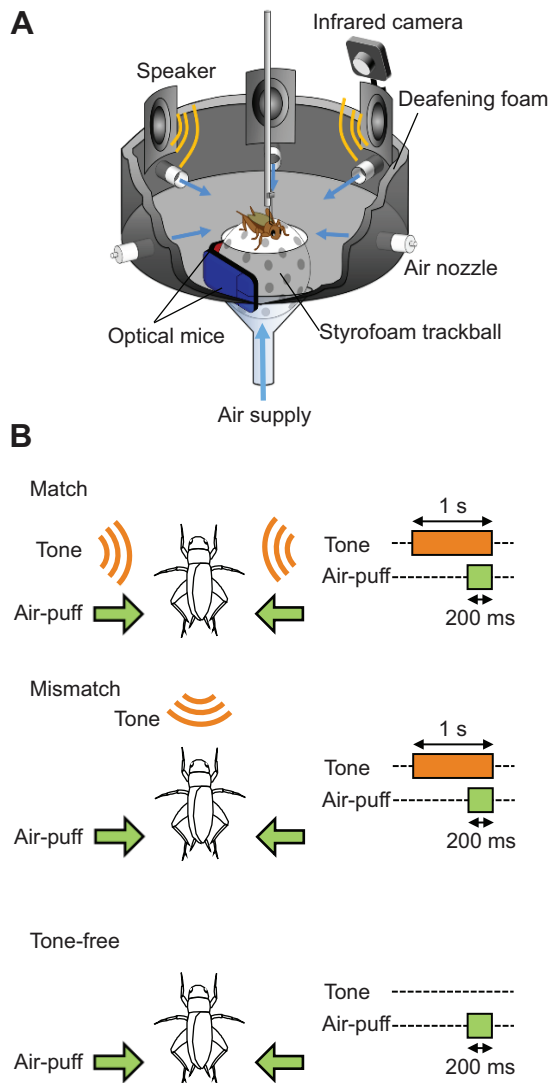 A
Infrared camera
Speaker
Deafening foam
Air nozzle
Optical mice
Styrofoam trackball
Air supply
B
Match
1 s
Tone
Tone
Air-puff
Air-puff
200 ms
Mismatch
Tone
1 s
Tone
Air-puff
Air-puff
200 ms
Tone-free
Tone
Air-puff
Air-puff
200 ms